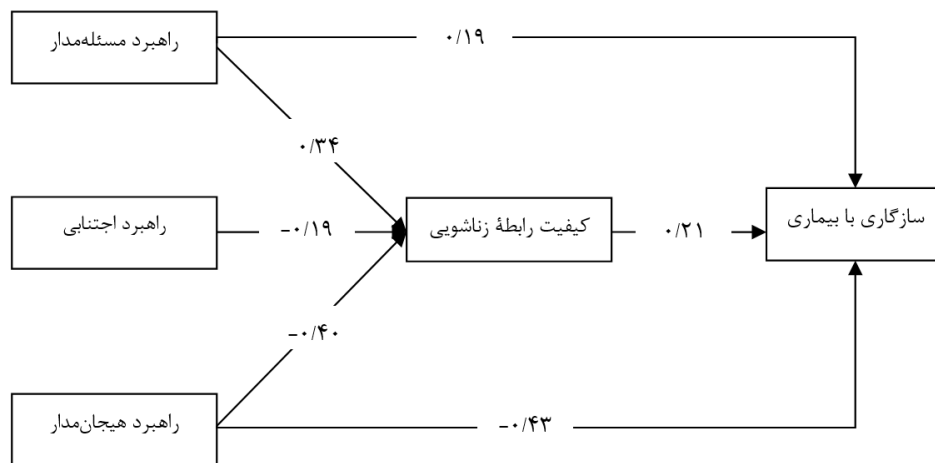 راهبرد مسئله‌مدار
۰/۱۹
۰/۳۴
راهبرد اجتنابی
-۰/۱۹
کیفیت رابطهٔ زناشویی
۰/۲۱
سازگاری با بیماری
-۰/۴۰
راهبرد هیجان‌مدار
-۰/۴۳